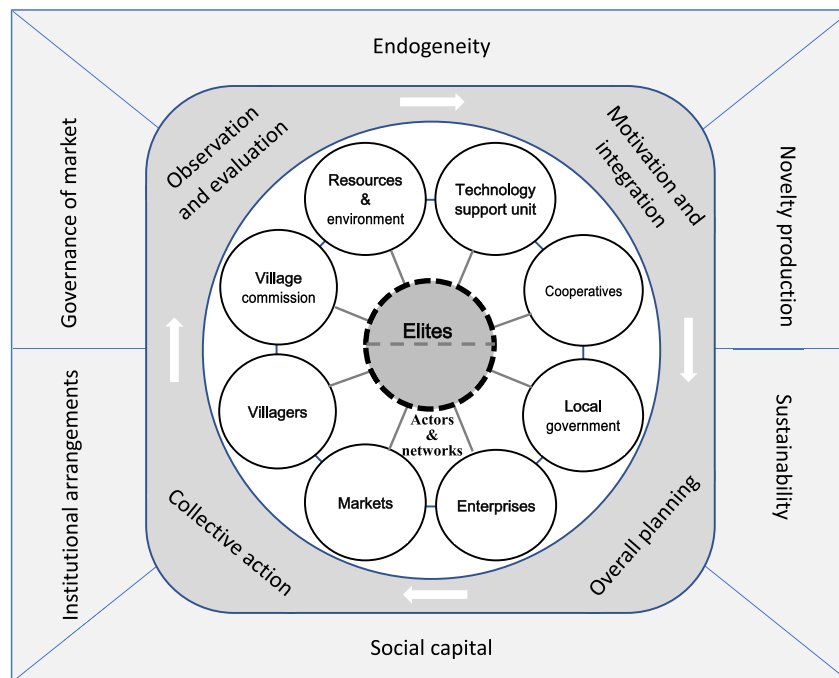 Endogeneity
Governance of market
Observation
and evaluation
Motivation and
integration
Novelty production
Resources
&
environment
Technology
support unit
Village
commission
Cooperatives
Elites
Villagers
Local
government
Actors
&
networks
Markets
Enterprises
Institutional arrangements
Collective action
Overall planning
Sustainability
Social capital